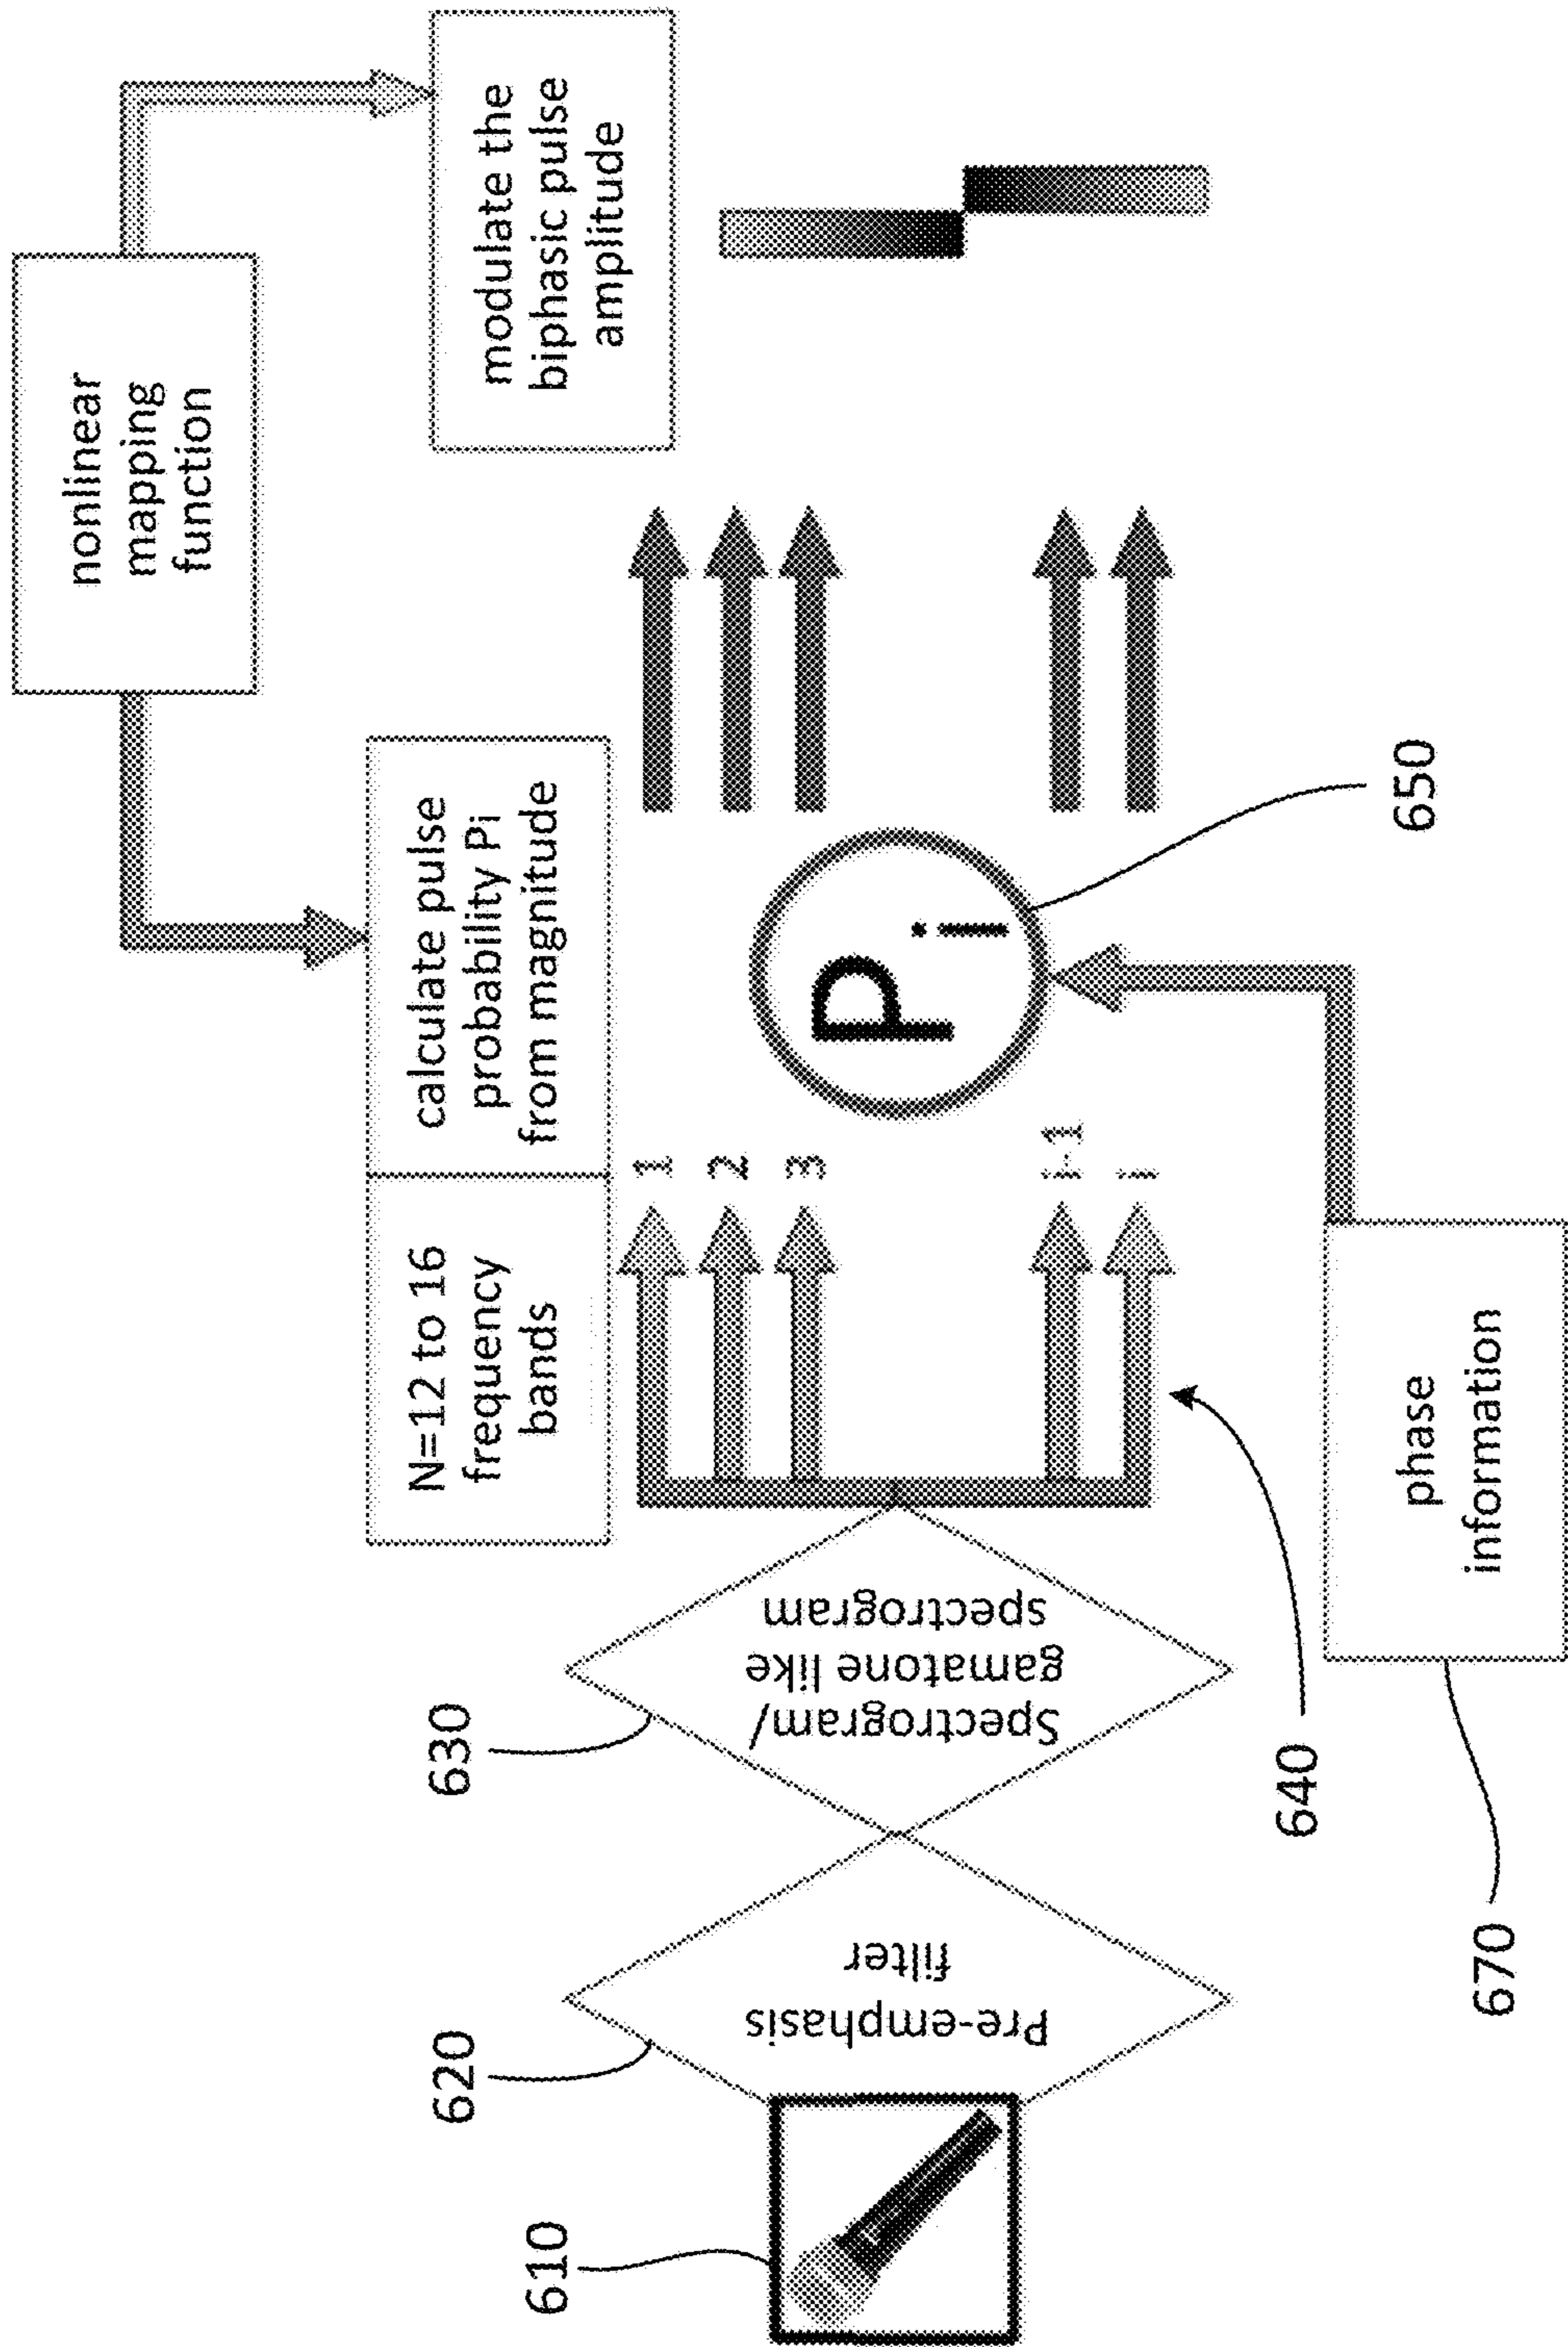 nonlinear
mapping
function
N=12 to 16
frequency
bands
calculate pulse
probability Pi
from magnitude
modulate the
biphasic pulse
amplitude
610
620
Pre-emphasis
filter
630
Spectrogram/
gamatone like
spectrogram
1
2
3
i-1
i
640
Pi
650
phase
information
670